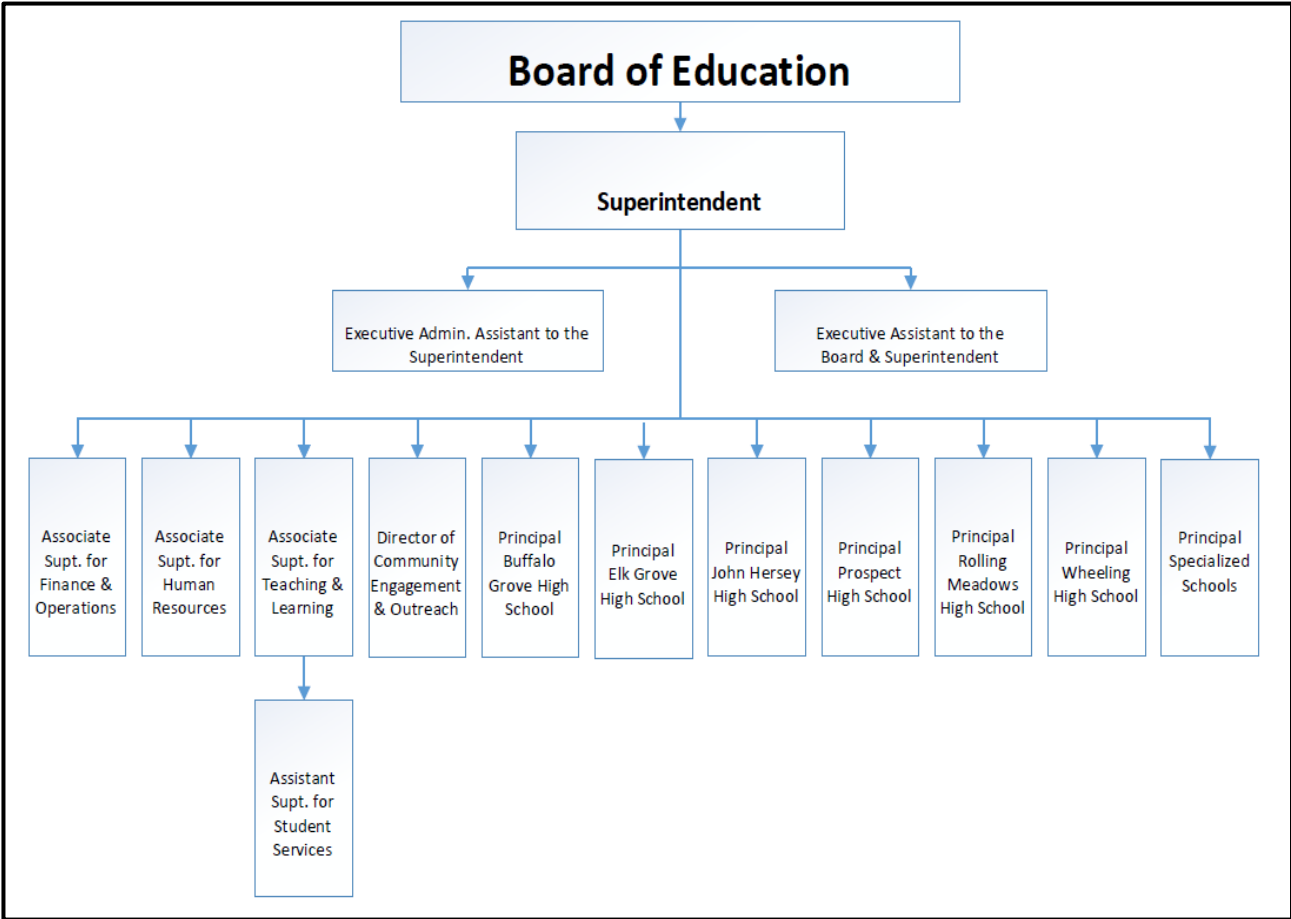 Board of Education
Superintendent
Executive Admin. Assistant to the
Superintendent
Executive Assistant to the
Board & Superintendent
Associate
Supt. for
Finance &
Operations
Associate
Supt. for
Human
Resources
Associate
Supt. for
Teaching &
Learning
Director of
Community
Engagement
& Outreach
Principal
Buffalo
Grove High
School
Principal
Elk Grove
High School
Principal
John Hersey
High School
Principal
Prospect
High School
Principal
Rolling
Meadows
High School
Principal
Wheeling
High School
Principal
Specialized
Schools
Assistant
Supt. for
Student
Services